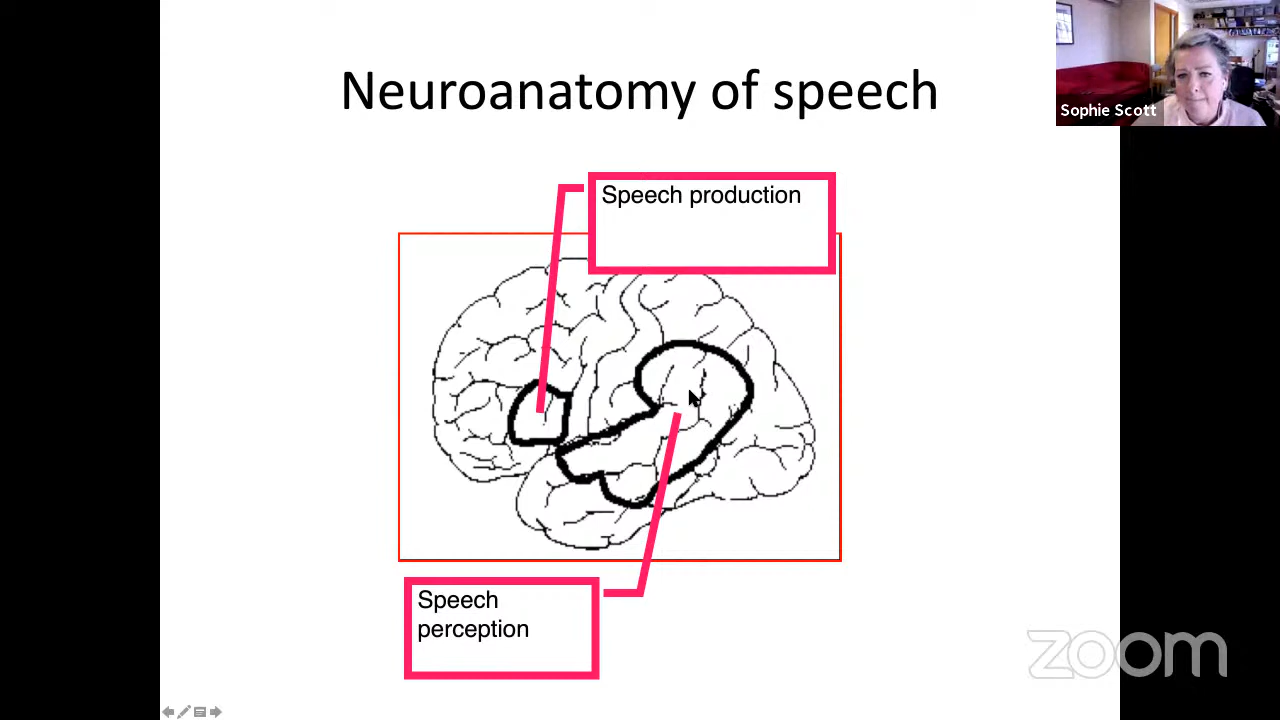 Neuroanatomy of speech
Sophie Scott
Speech production
Speech
perception
zoom